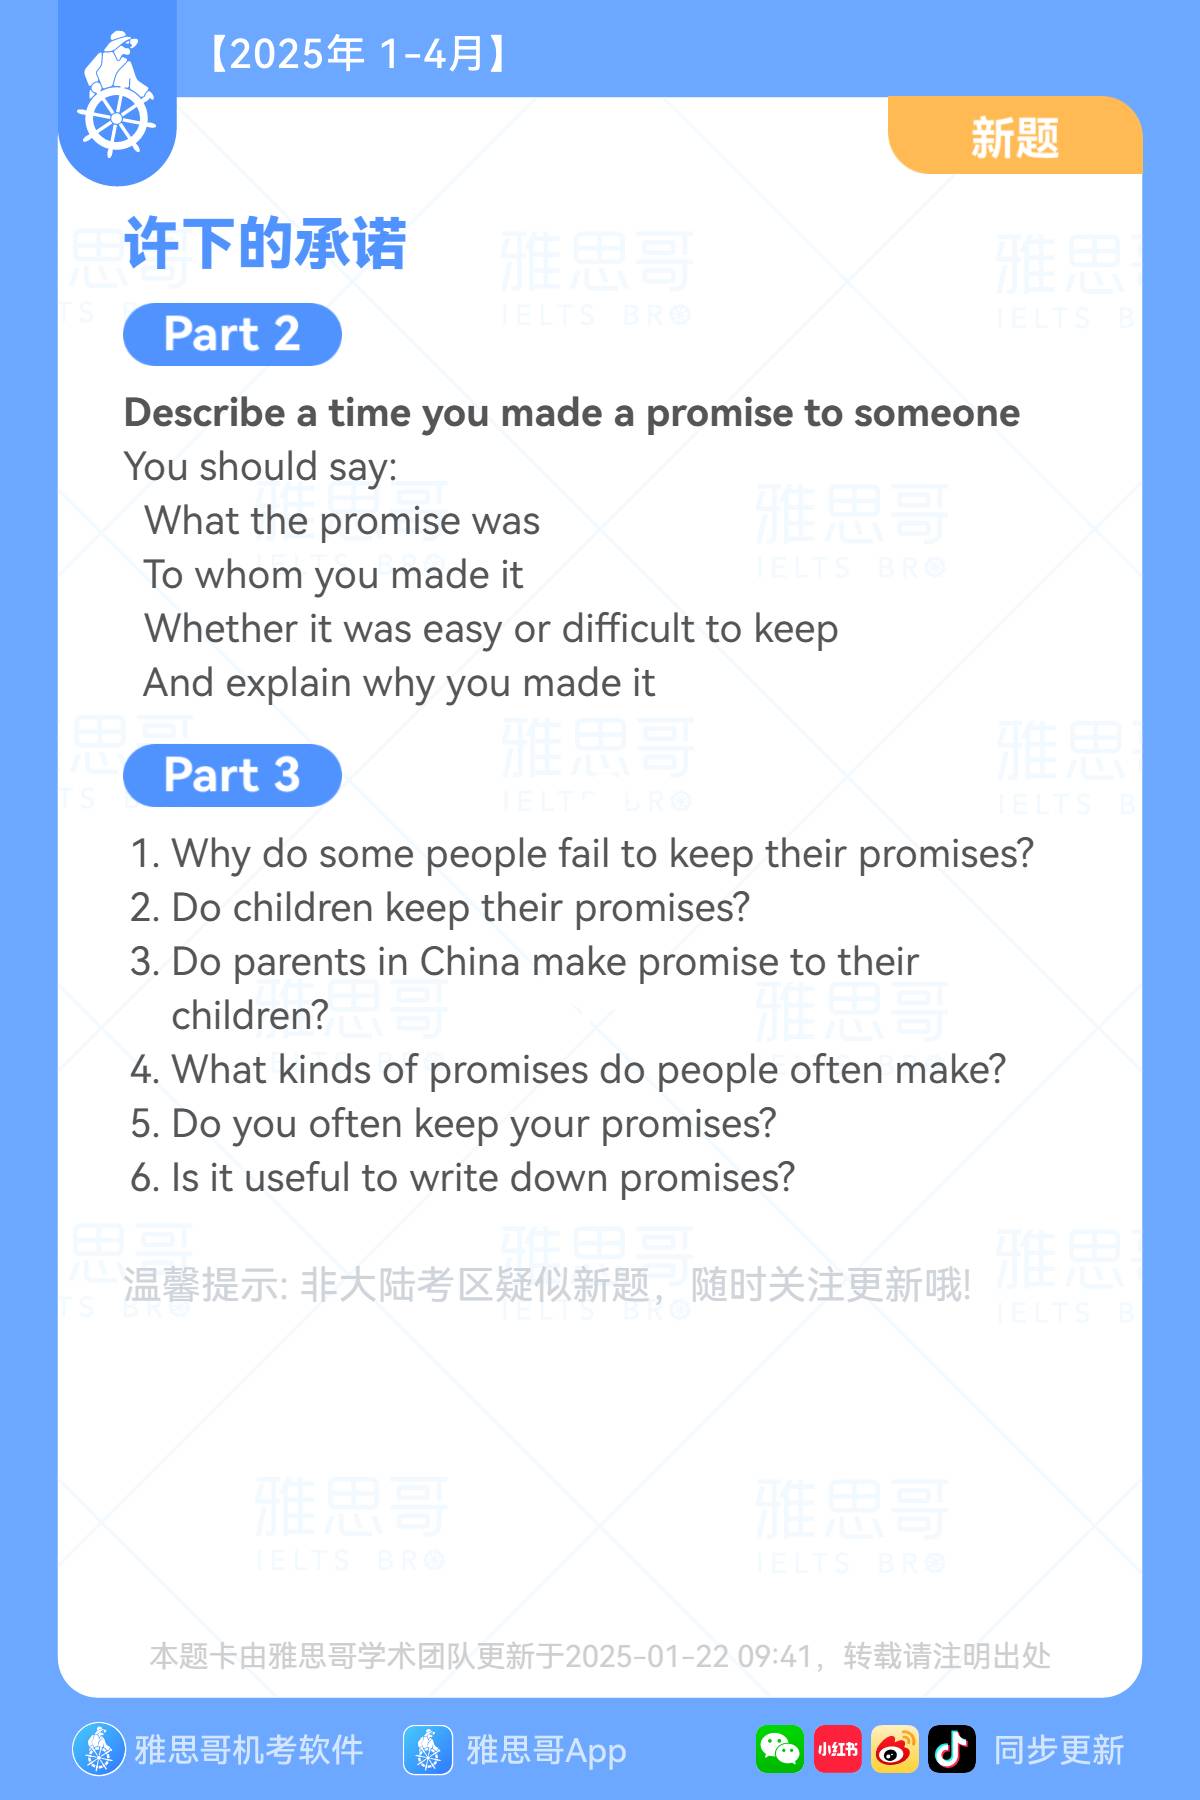 【2025年 1-4月】
新题
许下的承诺
Part 2
Describe a time you made a promise to someone
You should say:
What the promise was
To whom you made it
Whether it was easy or difficult to keep
And explain why you made it
Part 3
1. Why do some people fail to keep their promises?
2. Do children keep their promises?
3. Do parents in China make promise to their
children?
4. What kinds of promises do people often make?
5. Do you often keep your promises?
6. Is it useful to write down promises?
温馨提示: 非大陆考区疑似新题，随时关注更新哦!
雅思哥
IELTS BRO
本题卡由雅思哥学术团队更新于2025-01-22 09:41，转载请注明出处
雅思哥机考软件 雅思哥App 小红书 同步更新